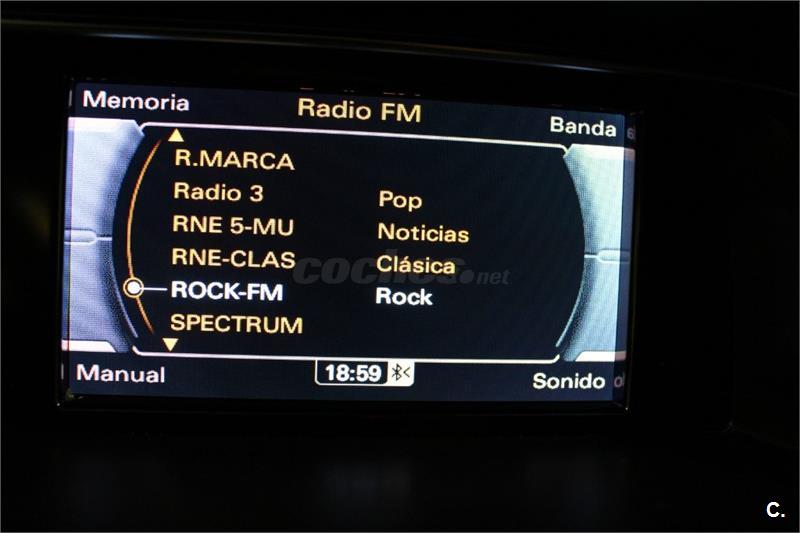 Memoria
Radio FM
Banda
R.MARCA
Radio 3 Pop
RNE 5-MU Noticias
RNE-CLAS Clásica
ROCK-FM Rock
SPECTRUM
Manual
18:59
Sonido
coches.net
C.